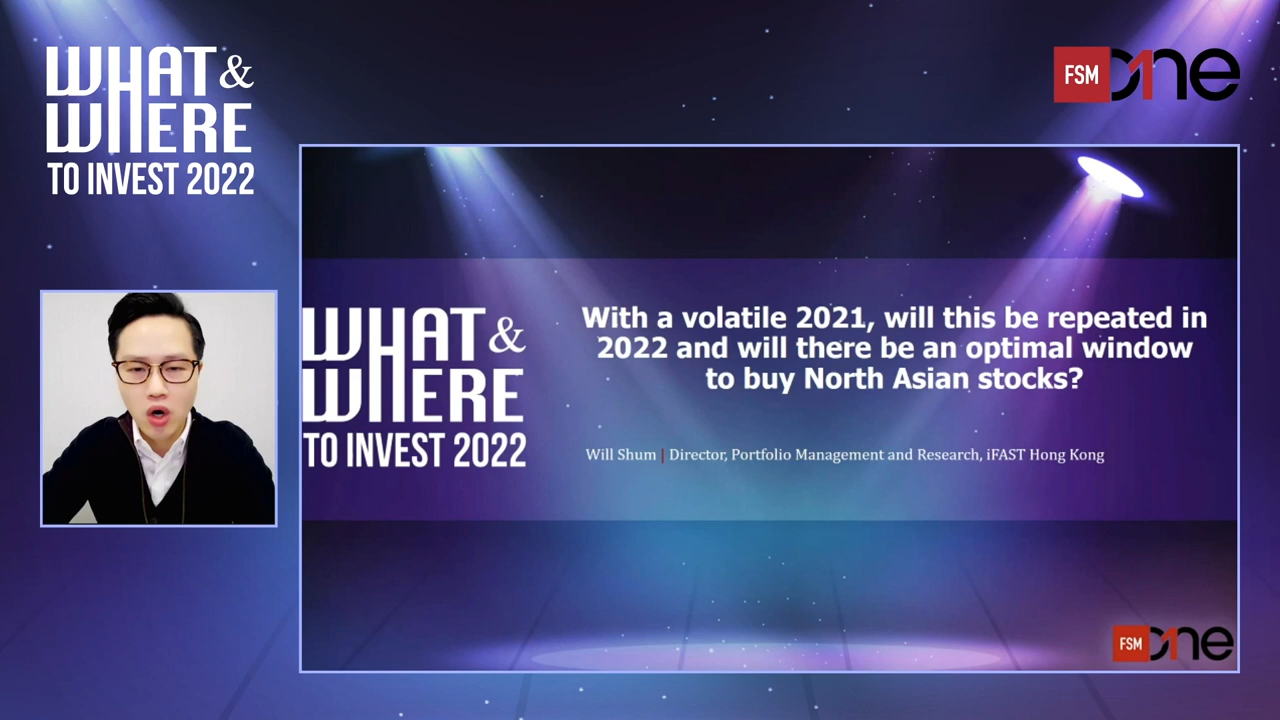 WHAT &
WHERE
TO INVEST 2022
FSM One
WHAT &
WHERE
TO INVEST 2022
With a volatile 2021, will this be repeated in
2022 and will there be an optimal window
to buy North Asian stocks?
Will Shum | Director, Portfolio Management and Research, iFAST Hong Kong
FSM One